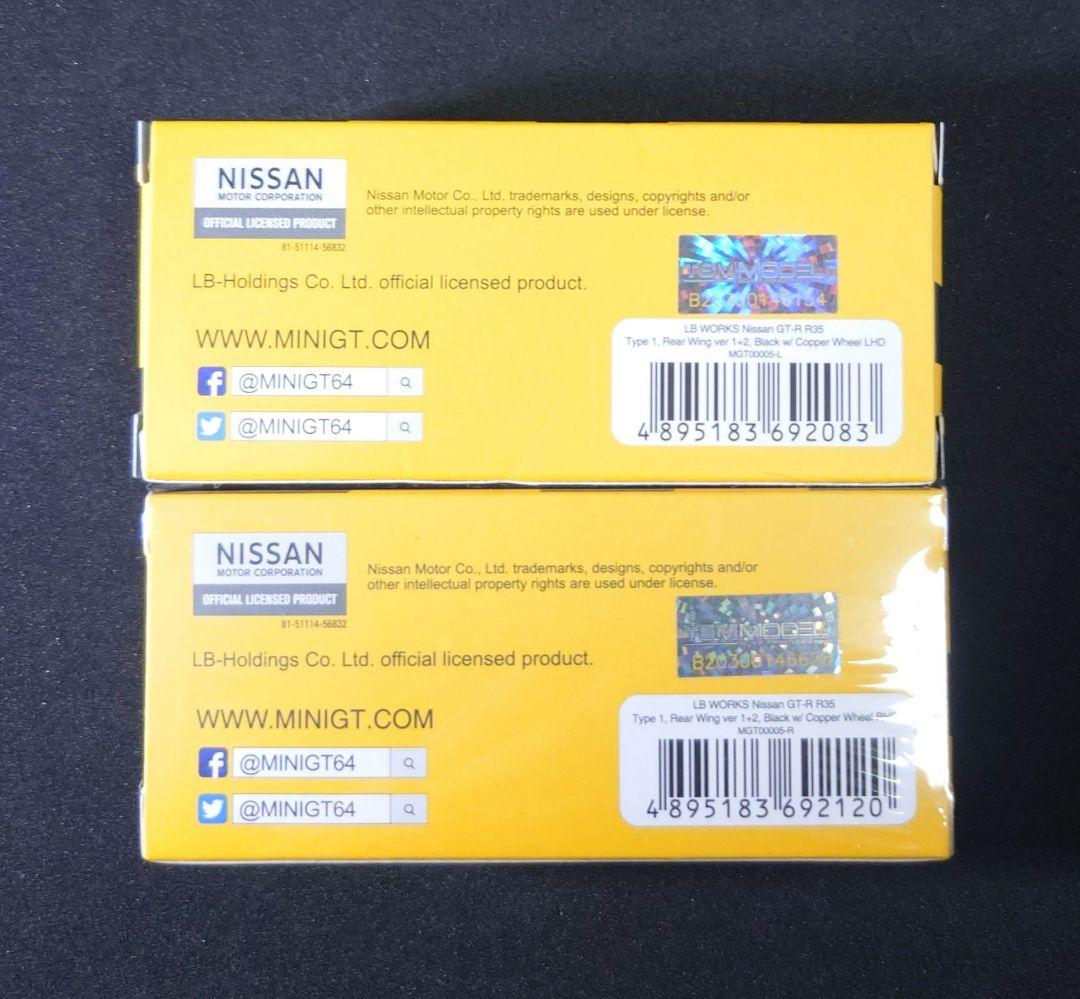 NISSAN
MOTOR CORPORATION
OFFICIAL LICENSED PRODUCT
81-51114-56832
Nissan Motor Co., Ltd. trademarks, designs, copyrights and/or
other intellectual property rights are used under license.
LB-Holdings Co. Ltd. official licensed product.
TSM MODEL
WWW.MINIGT.COM
@MINIGT64
@MINIGT64
LB WORKS Nissan GT-R R35
Type 1, Rear Wing ver 1+2, Black w/ Copper Wheel LHD
MGT00005-L
4 895183 692083
NISSAN
MOTOR CORPORATION
OFFICIAL LICENSED PRODUCT
81-51114-56832
Nissan Motor Co., Ltd. trademarks, designs, copyrights and/or
other intellectual property rights are used under license.
LB-Holdings Co. Ltd. official licensed product.
TSM MODEL
WWW.MINIGT.COM
@MINIGT64
@MINIGT64
LB WORKS Nissan GT-R R35
Type 1, Rear Wing ver 1+2, Black w/ Copper Wheel RHD
MGT00005-R
4 895183 692120